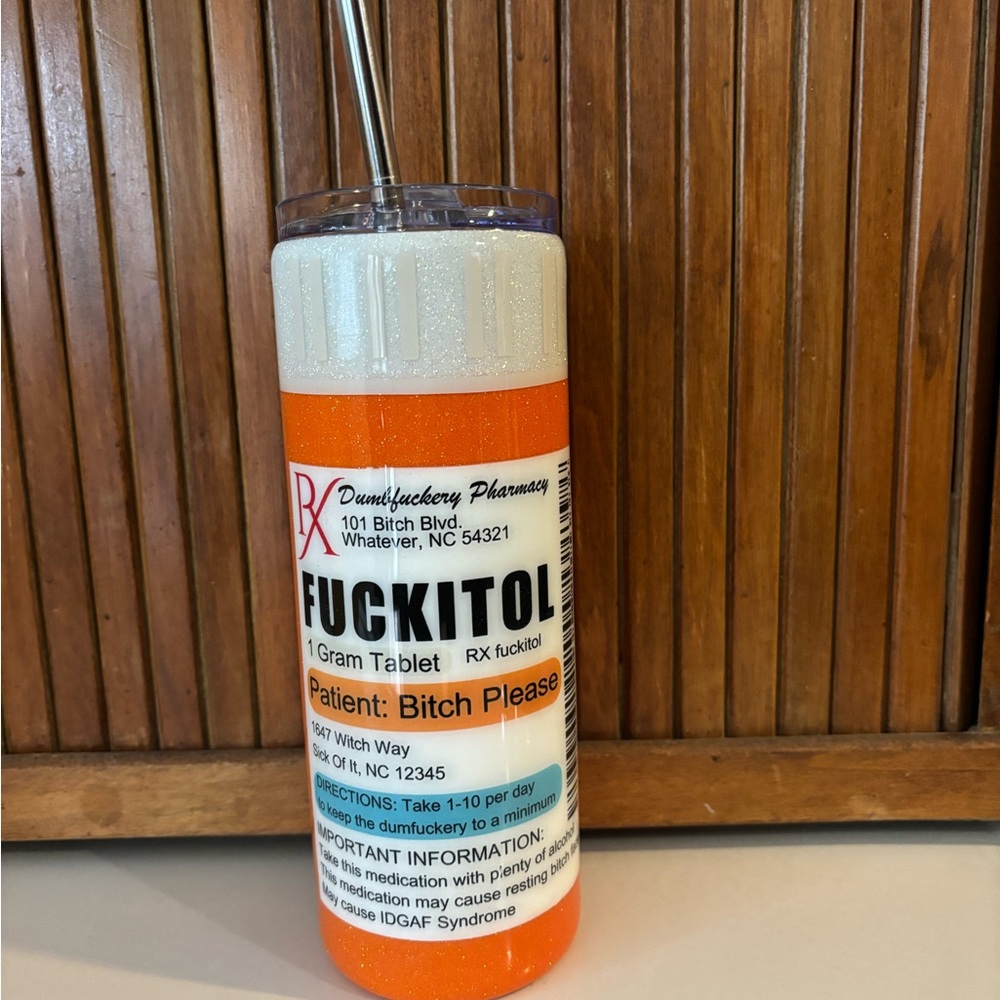 RX Dumbfuckery Pharmacy
101 Bitch Blvd.
Whatever, NC 54321
FUCKITOL
1 Gram Tablet RX fuckitol
Patient: Bitch Please
1647 Witch Way
Sick Of It, NC 12345
DIRECTIONS: Take 1-10 per day
to keep the dumfuckery to a minimum
IMPORTANT INFORMATION:
Take this medication with plenty of alcohol
This medication may cause resting bitch
May cause IDGAF Syndrome